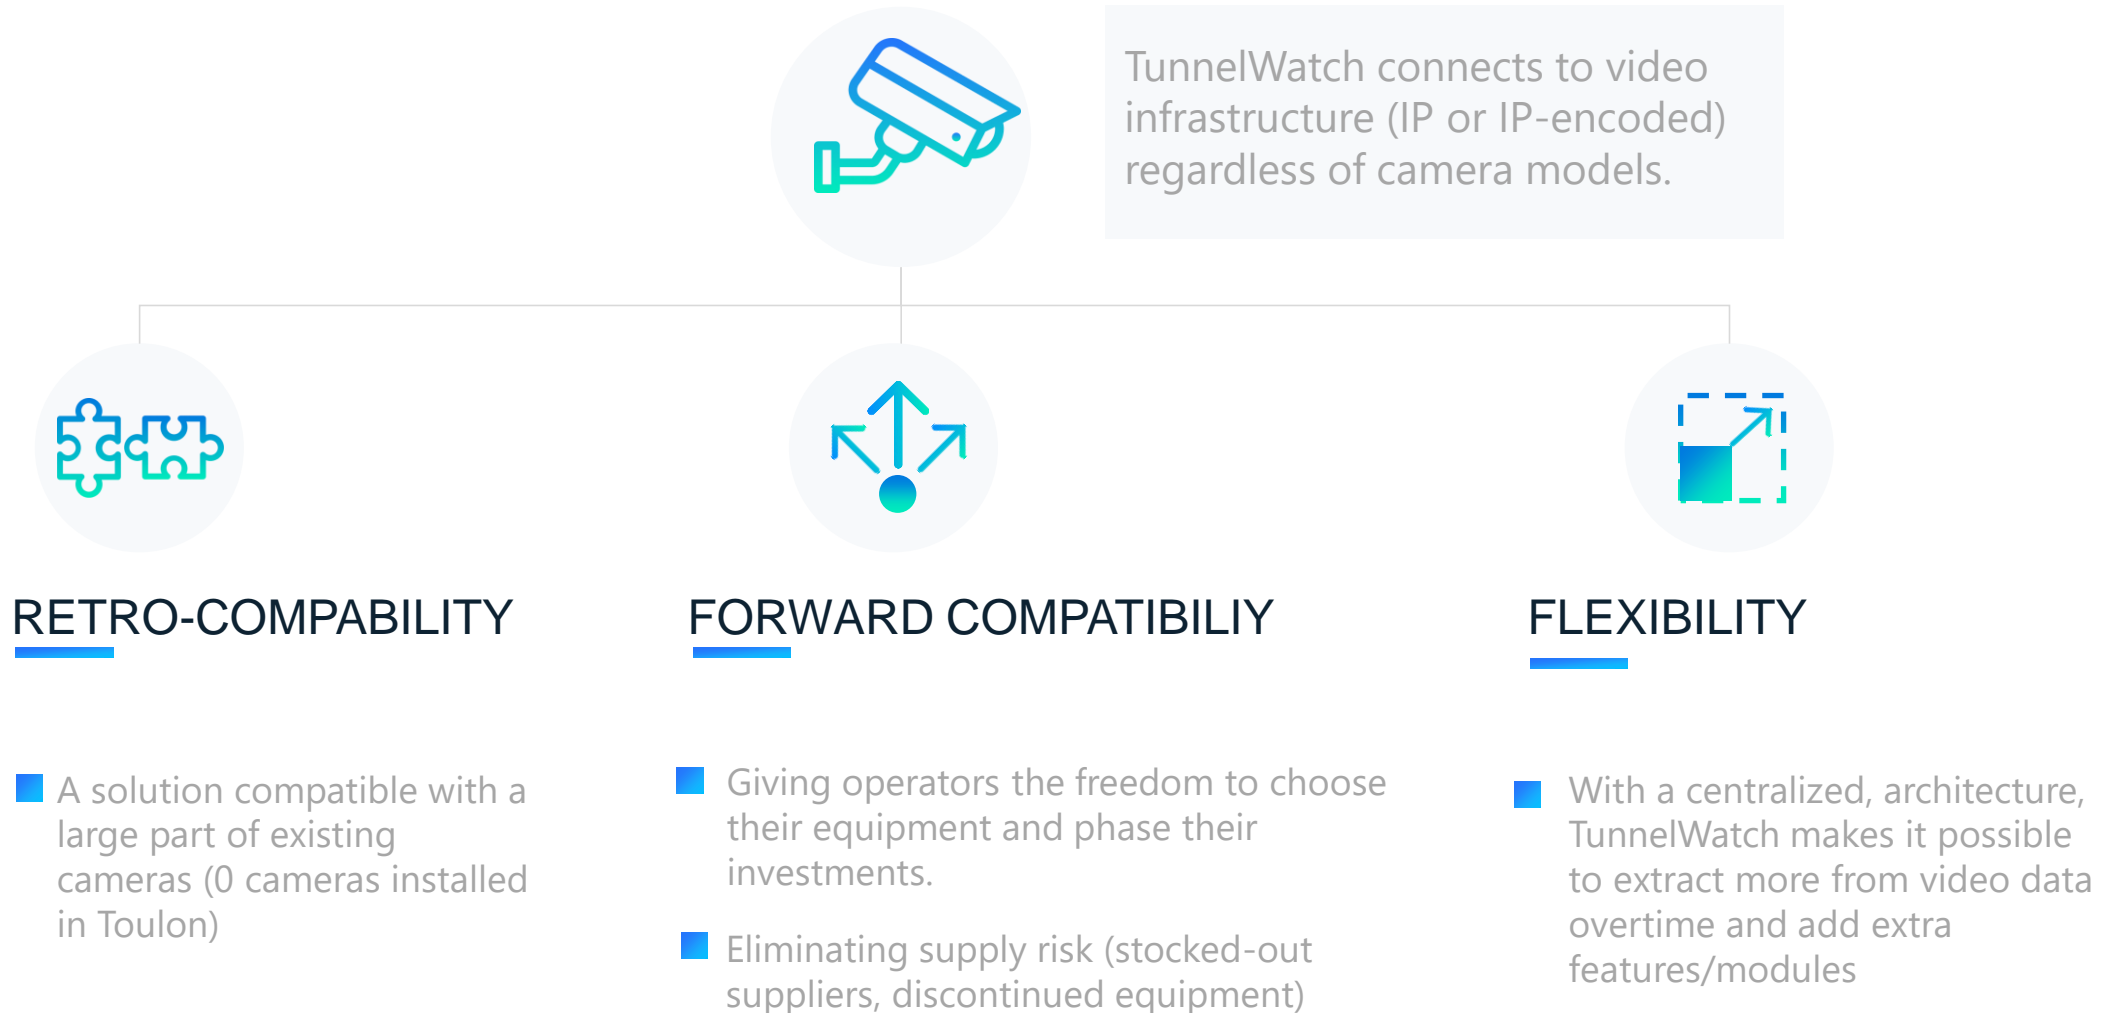 TunnelWatch connects to video
infrastructure (IP or IP-encoded)
regardless of camera models.
RETRO-COMPABILITY
A solution compatible with a
large part of existing
cameras (0 cameras installed
in Toulon)
FORWARD COMPATIBILIY
Giving operators the freedom to choose
their equipment and phase their
investments.
Eliminating supply risk (stocked-out
suppliers, discontinued equipment)
FLEXIBILITY
With a centralized, architecture,
TunnelWatch makes it possible
to extract more from video data
overtime and add extra
features/modules